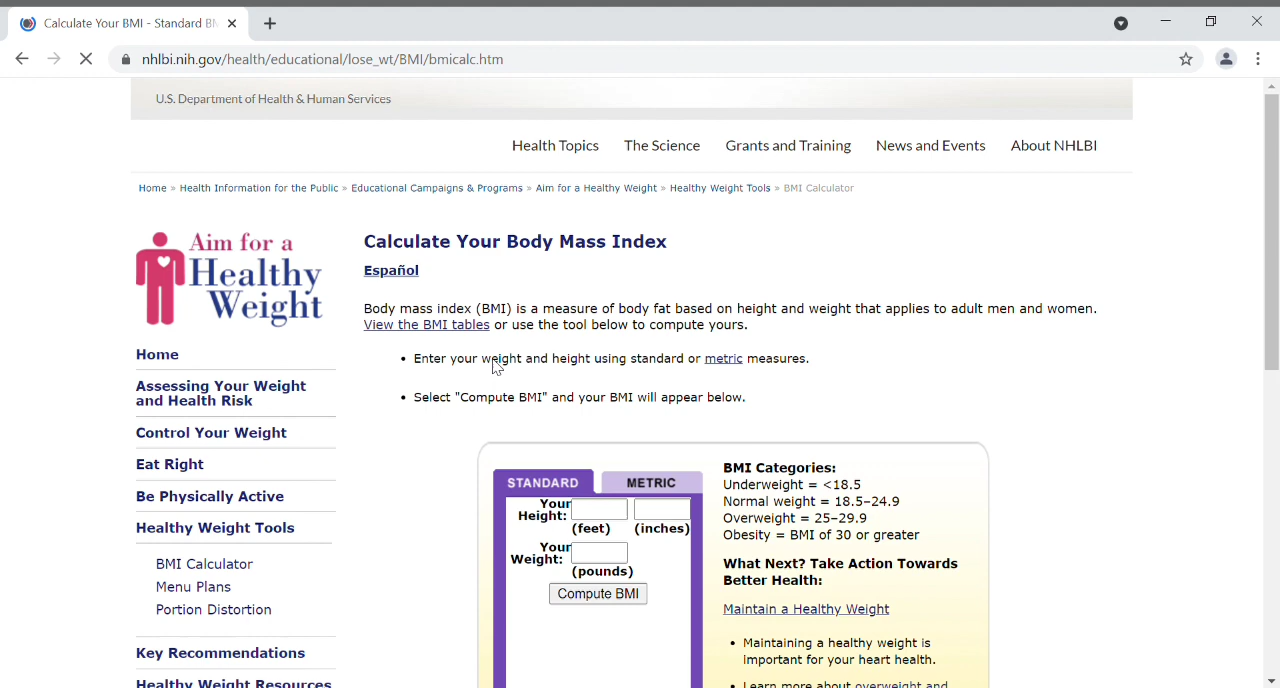 Calculate Your BMI - Standard BM
nhlbi.nih.gov/health/educational/lose_wt/BMI/bmicalc.htm
U.S. Department of Health & Human Services
Health Topics The Science Grants and Training News and Events About NHLBI
Home » Health Information for the Public » Educational Campaigns & Programs » Aim for a Healthy Weight » Healthy Weight Tools » BMI Calculator
Aim for a
Healthy
Weight
Home
Assessing Your Weight
and Health Risk
Control Your Weight
Eat Right
Be Physically Active
Healthy Weight Tools
BMI Calculator
Menu Plans
Portion Distortion
Key Recommendations
Healthy Weight Resources
Calculate Your Body Mass Index
Español
Body mass index (BMI) is a measure of body fat based on height and weight that applies to adult men and women.
View the BMI tables or use the tool below to compute yours.
• Enter your weight and height using standard or metric measures.
• Select "Compute BMI" and your BMI will appear below.
STANDARD METRIC
Your
Height:
(feet) (inches)
Your
Weight:
(pounds)
Compute BMI
BMI Categories:
Underweight = <18.5
Normal weight = 18.5–24.9
Overweight = 25–29.9
Obesity = BMI of 30 or greater
What Next? Take Action Towards
Better Health:
Maintain a Healthy Weight
• Maintaining a healthy weight is
important for your heart health.
• Learn more about overweight and